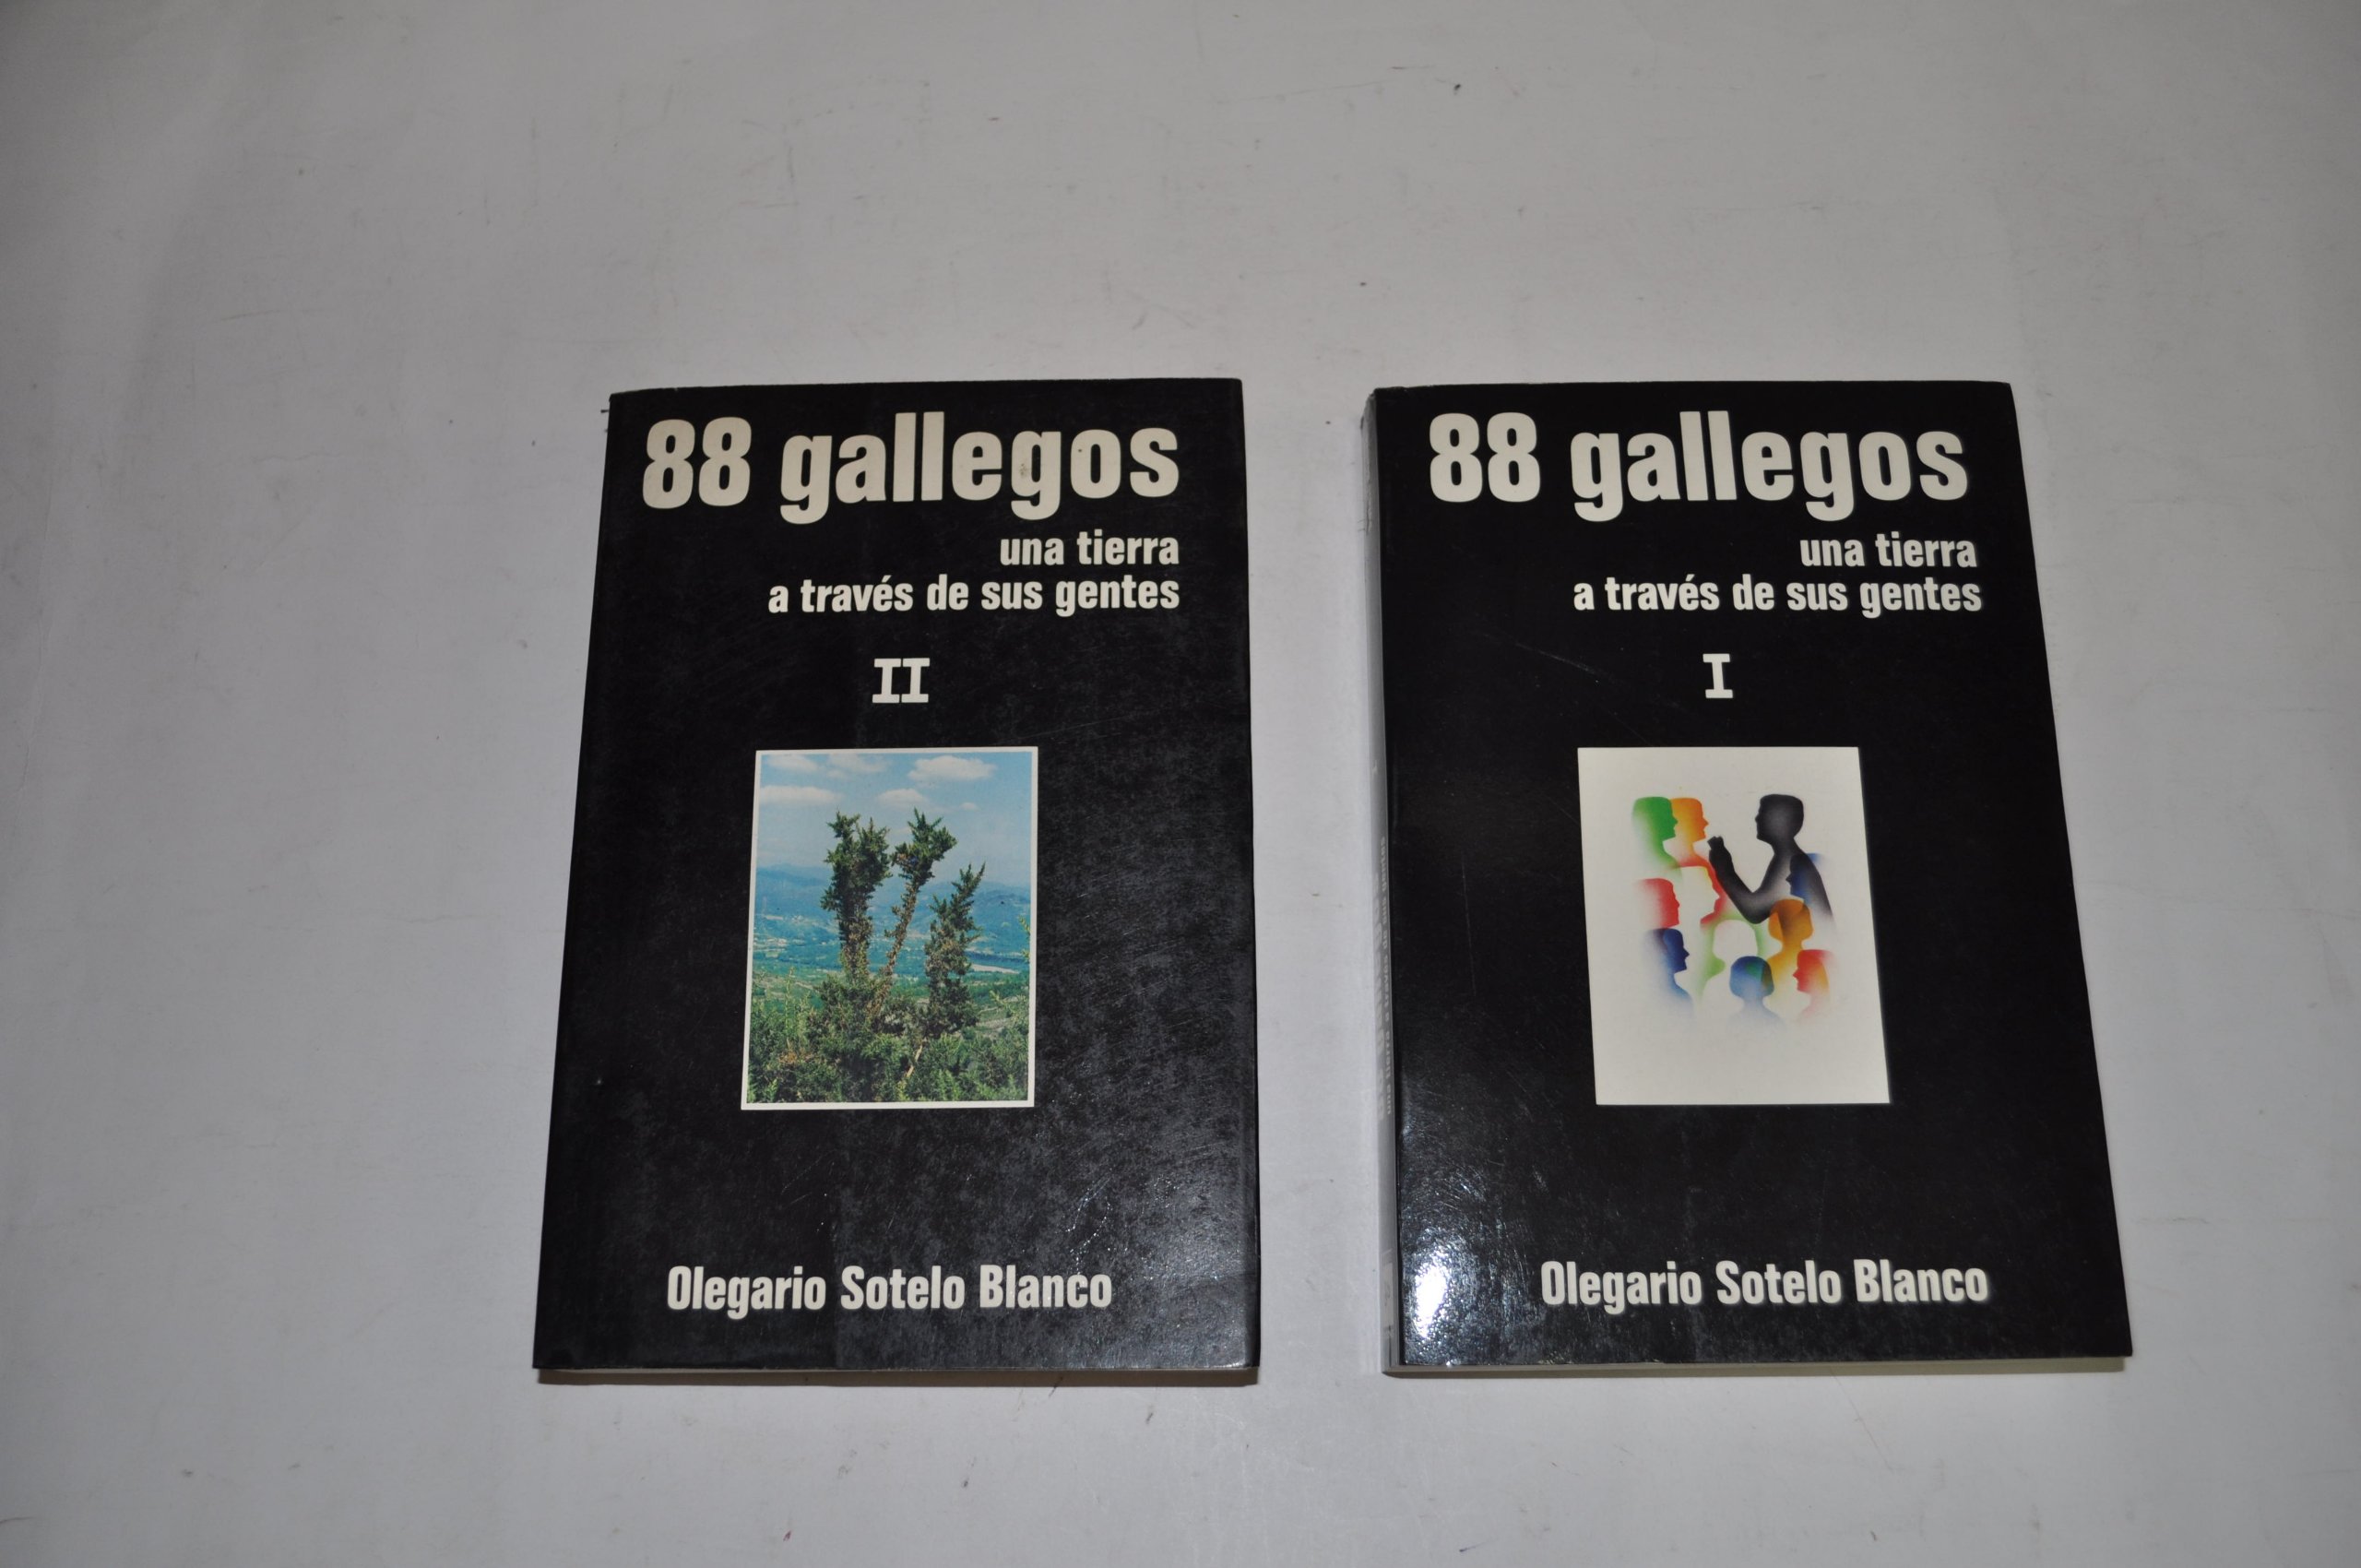 88 gallegos
una tierra
a través de sus gentes
II
Olegario Sotelo Blanco
88 gallegos
una tierra
a través de sus gentes
I
Olegario Sotelo Blanco